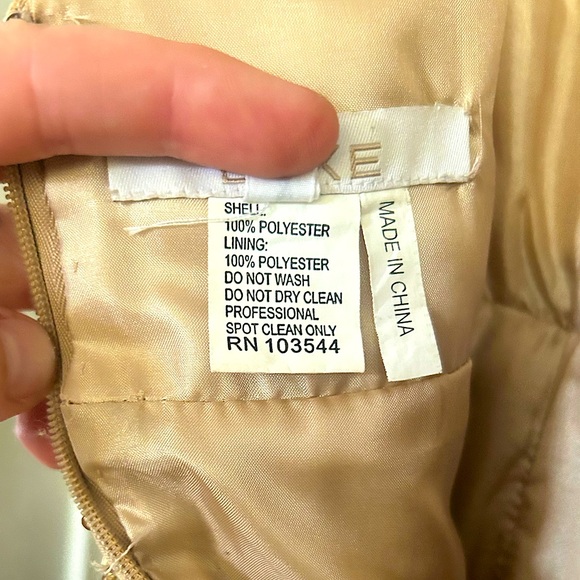 SHELL:
100% POLYESTER
LINING:
100% POLYESTER
DO NOT WASH
DO NOT DRY CLEAN
PROFESSIONAL
SPOT CLEAN ONLY
RN 103544
MADE IN CHINA